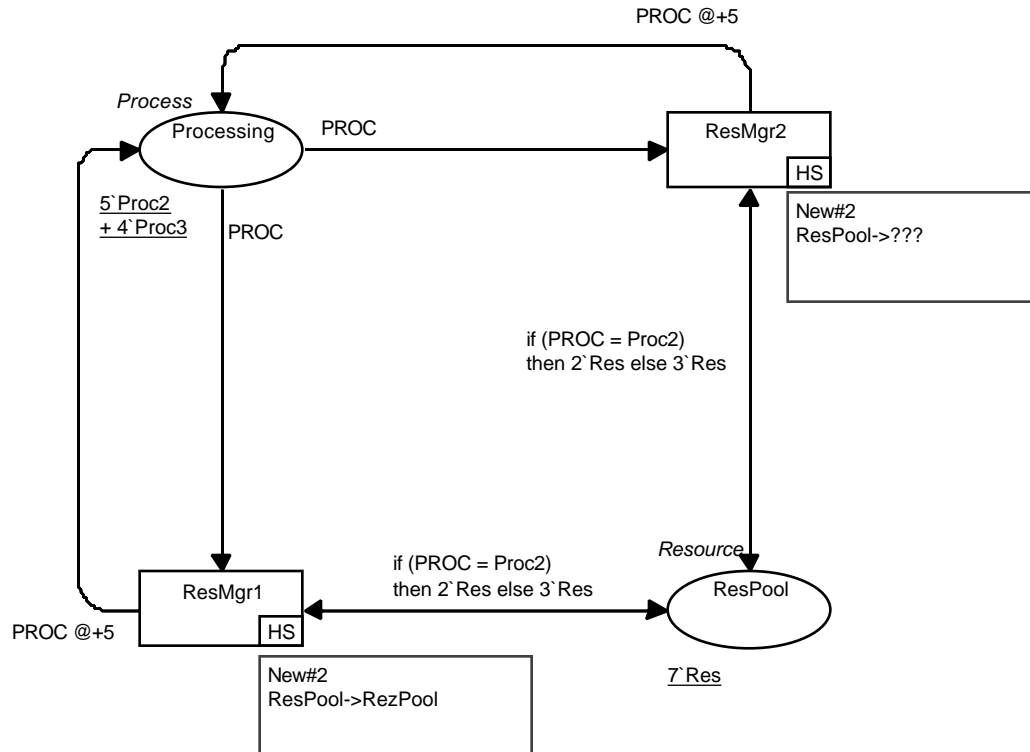 PROC @+5
Process
Processing
PROC
ResMgr2
HS
5`Proc2
+ 4`Proc3
PROC
New#2
ResPool->???
if (PROC = Proc2)
then 2`Res else 3`Res
Resource
if (PROC = Proc2)
then 2`Res else 3`Res
ResMgr1
ResPool
HS
PROC @+5
New#2
ResPool->RezPool
7`Res